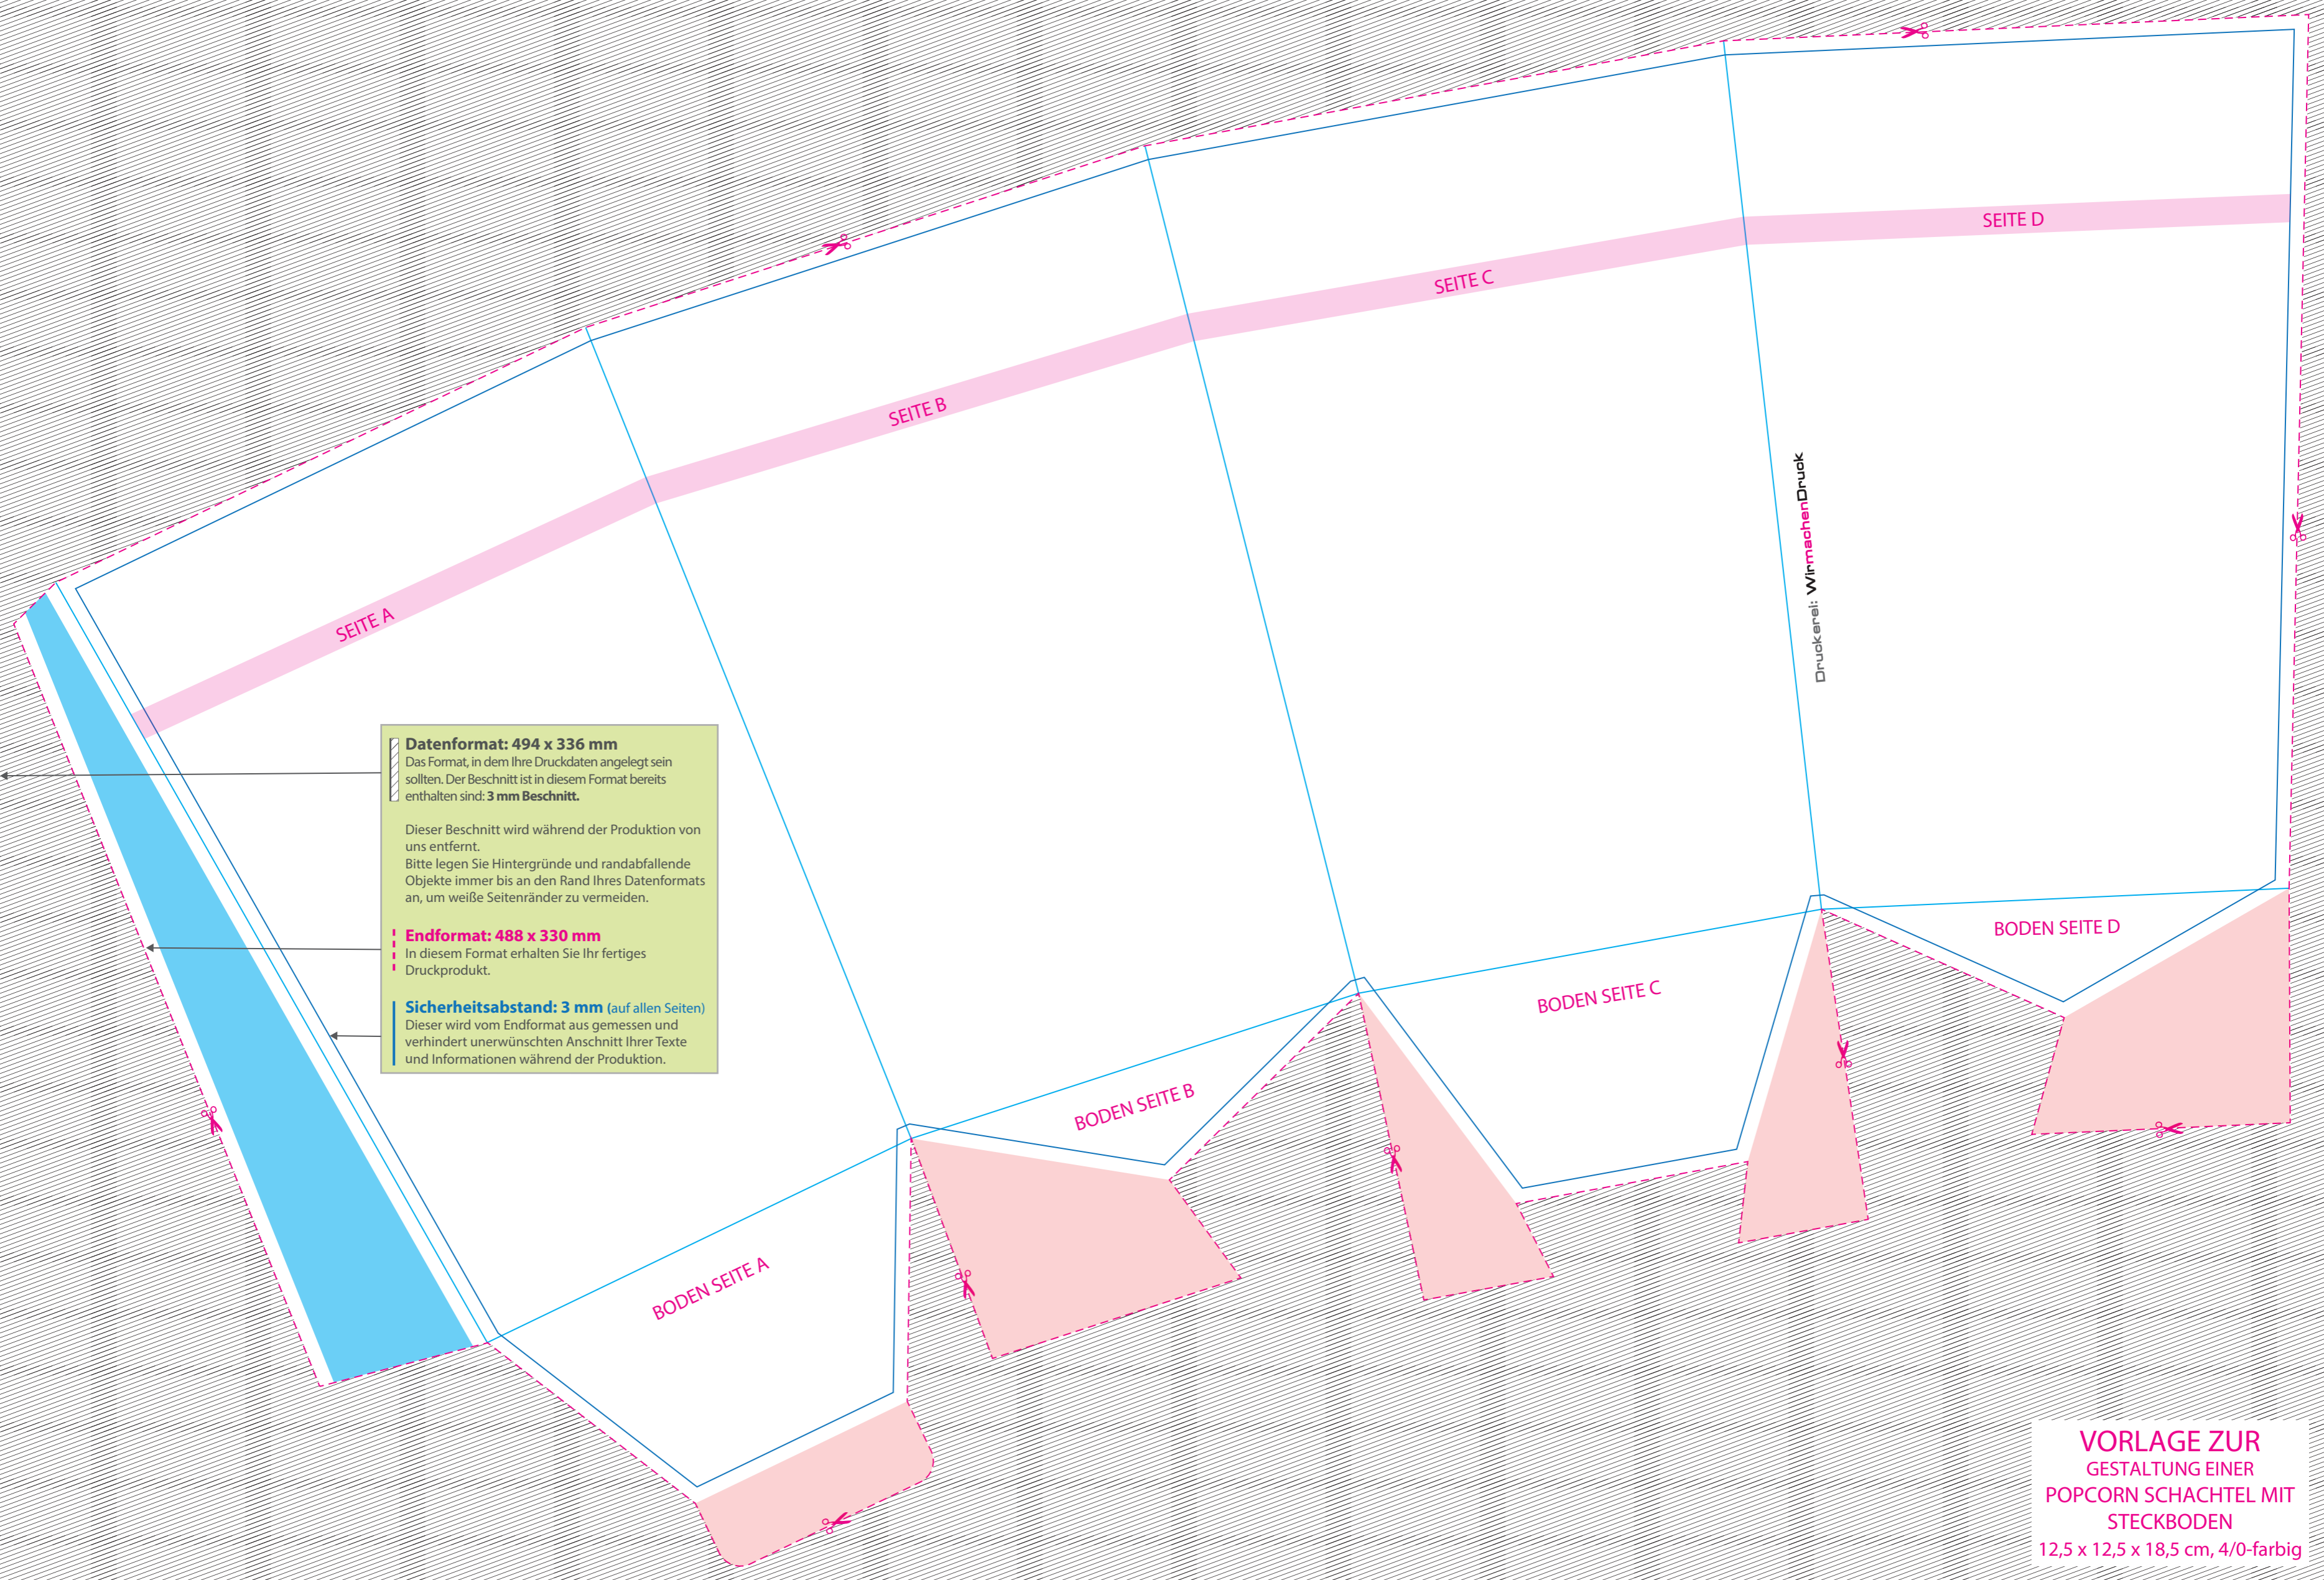 SEITE D
SEITE C
SEITE B
SEITE A
Druckerei: WirmachenDruck
Datenformat: 494 x 336 mm
Das Format, in dem Ihre Druckdaten angelegt sein
sollten. Der Beschnitt ist in diesem Format bereits
enthalten sind: 3 mm Beschnitt.
Dieser Beschnitt wird während der Produktion von
uns entfernt.
Bitte legen Sie Hintergründe und randabfallende
Objekte immer bis an den Rand Ihres Datenformats
an, um weiße Seitenränder zu vermeiden.
Endformat: 488 x 330 mm
In diesem Format erhalten Sie Ihr fertiges
Druckprodukt.
Sicherheitsabstand: 3 mm (auf allen Seiten)
Dieser wird vom Endformat aus gemessen und
verhindert unerwünschten Anschnitt Ihrer Texte
und Informationen während der Produktion.
BODEN SEITE D
BODEN SEITE C
BODEN SEITE B
BODEN SEITE A
VORLAGE ZUR
GESTALTUNG EINER
POPCORN SCHACHTEL MIT
STECKBODEN
12,5 x 12,5 x 18,5 cm, 4/0-farbig